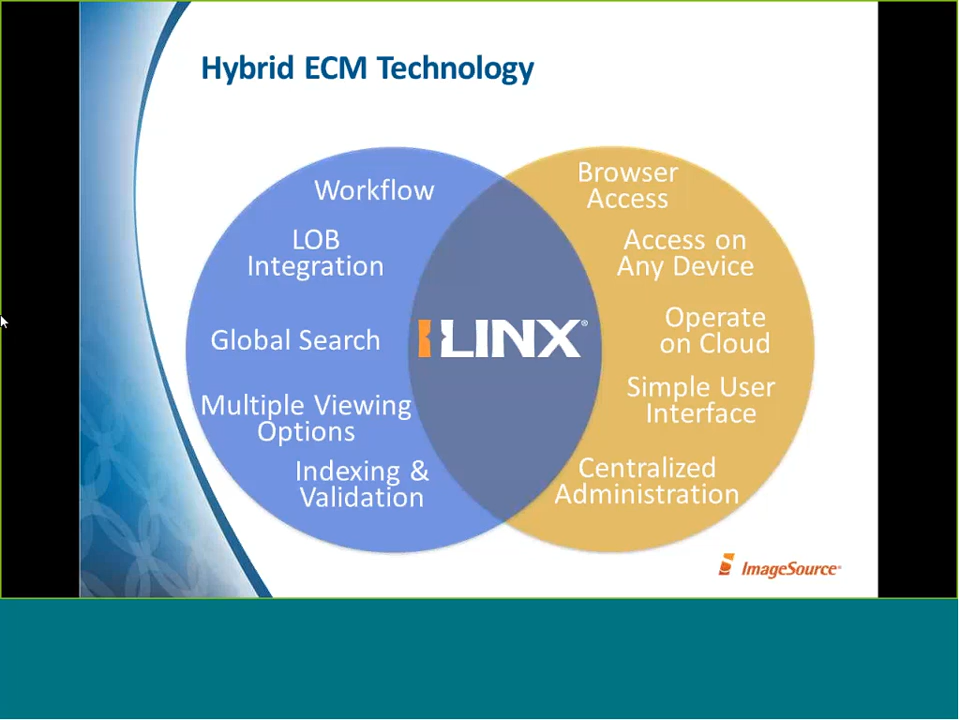 Hybrid ECM Technology
Workflow
LOB
Integration
Global Search
Multiple Viewing
Options
Indexing &
Validation
ILINX®
Browser
Access
Access on
Any Device
Operate
on Cloud
Simple User
Interface
Centralized
Administration
ImageSource®